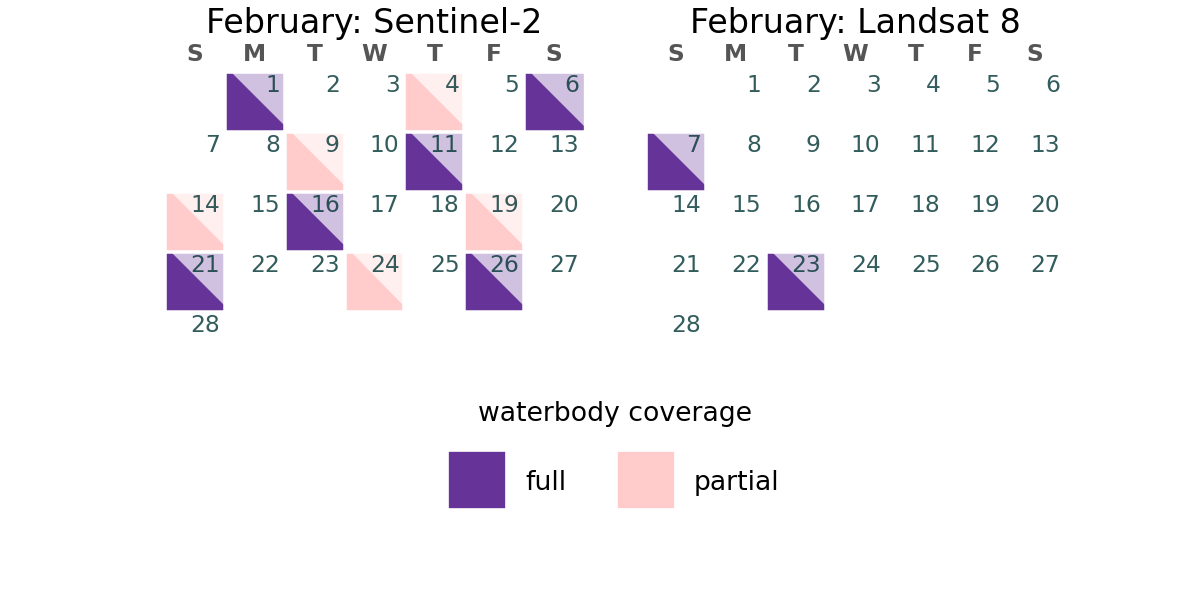 February: Sentinel-2
S M T W T F S
1 2 3 4 5 6
7 8 9 10 11 12 13
14 15 16 17 18 19 20
21 22 23 24 25 26 27
28
February: Landsat 8
S M T W T F S
1 2 3 4 5 6
7 8 9 10 11 12 13
14 15 16 17 18 19 20
21 22 23 24 25 26 27
28
waterbody coverage
full partial